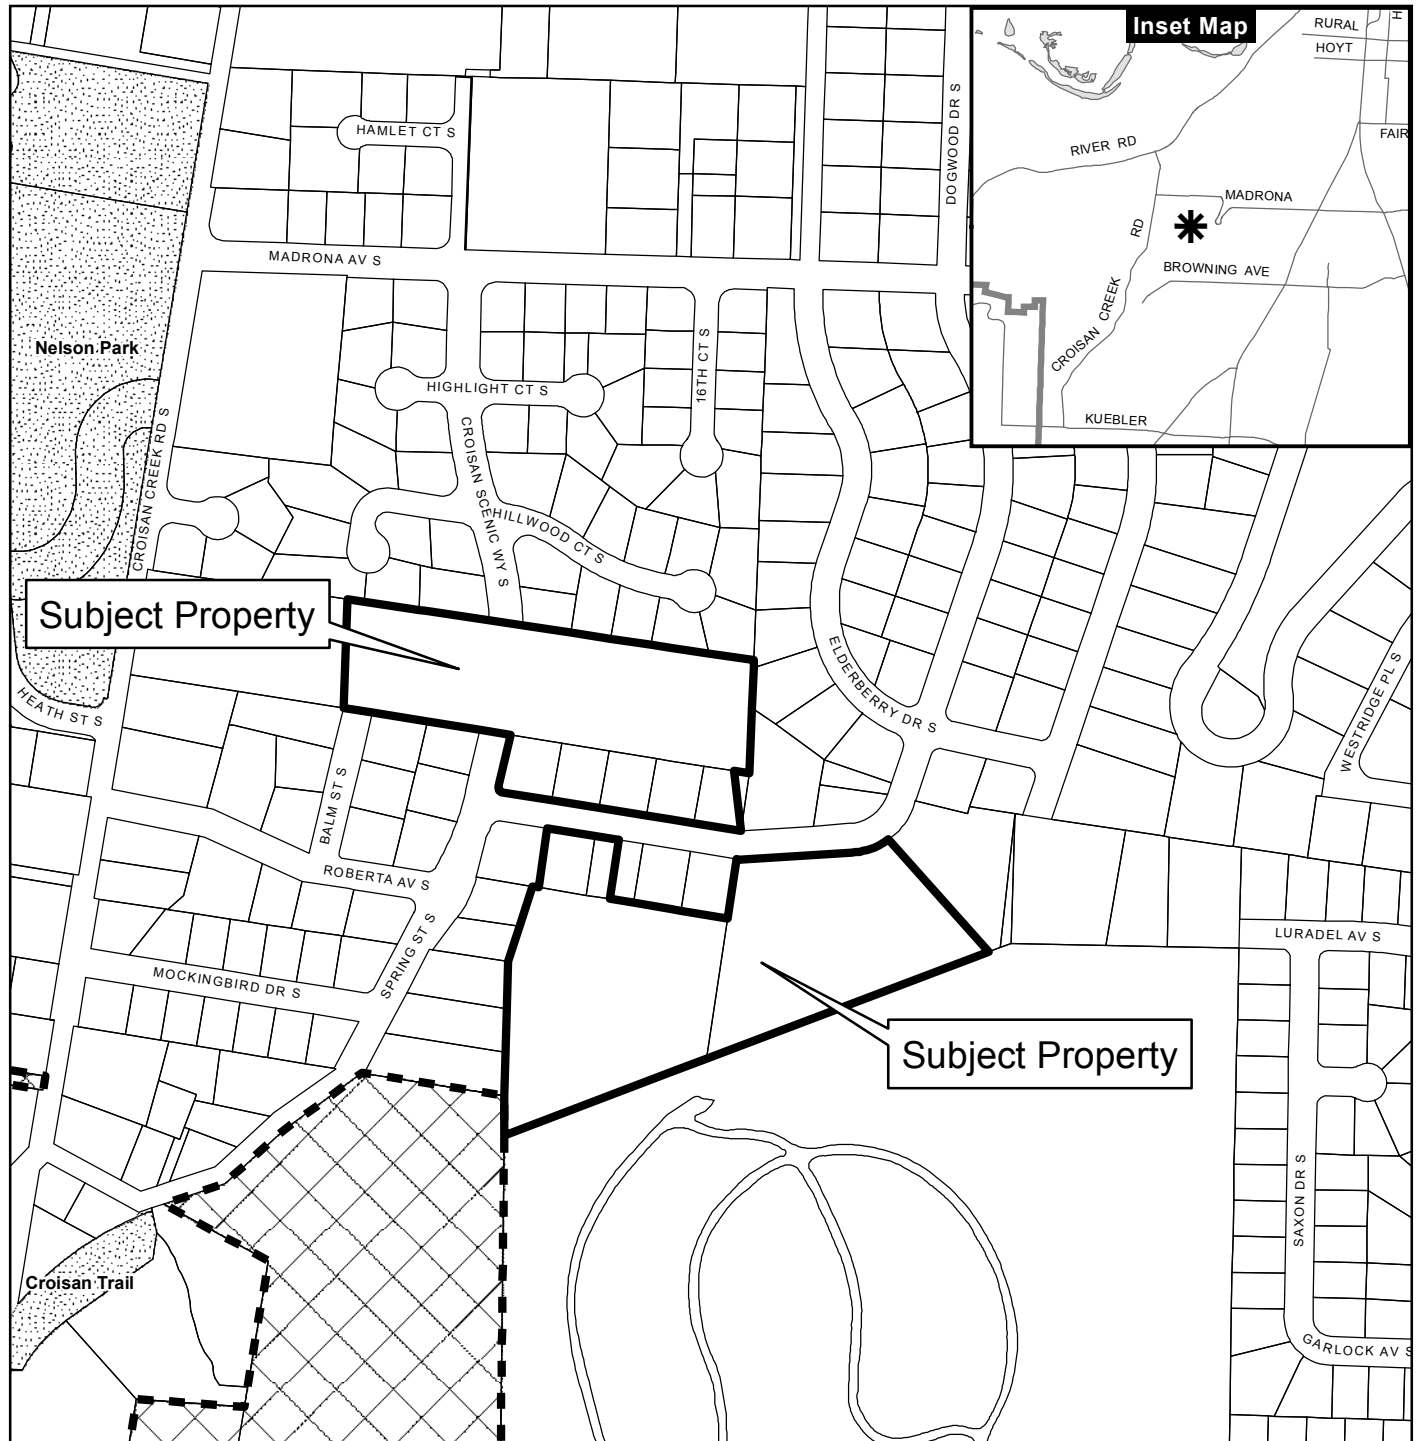 Inset Map
RURAL
HOYT
H
FAIR
RIVER RD
MADRONA
CROISAN CREEK RD
BROWNING AVE
KUEBLER
DOGWOOD DR S
HAMLET CT S
MADRONA AV S
Nelson Park
HIGHLIGHT CT S
16TH CT S
CROISAN CREEK RD S
CROISAN SCENIC WY S
HILLWOOD CT S
Subject Property
ELDERBERRY DR S
WESTRIDGE PL S
HEATH ST S
BALM ST S
ROBERTA AV S
SPRING ST S
LURADEL AV S
MOCKINGBIRD DR S
Subject Property
SAXON DR S
Croisan Trail
GARLOCK AV S